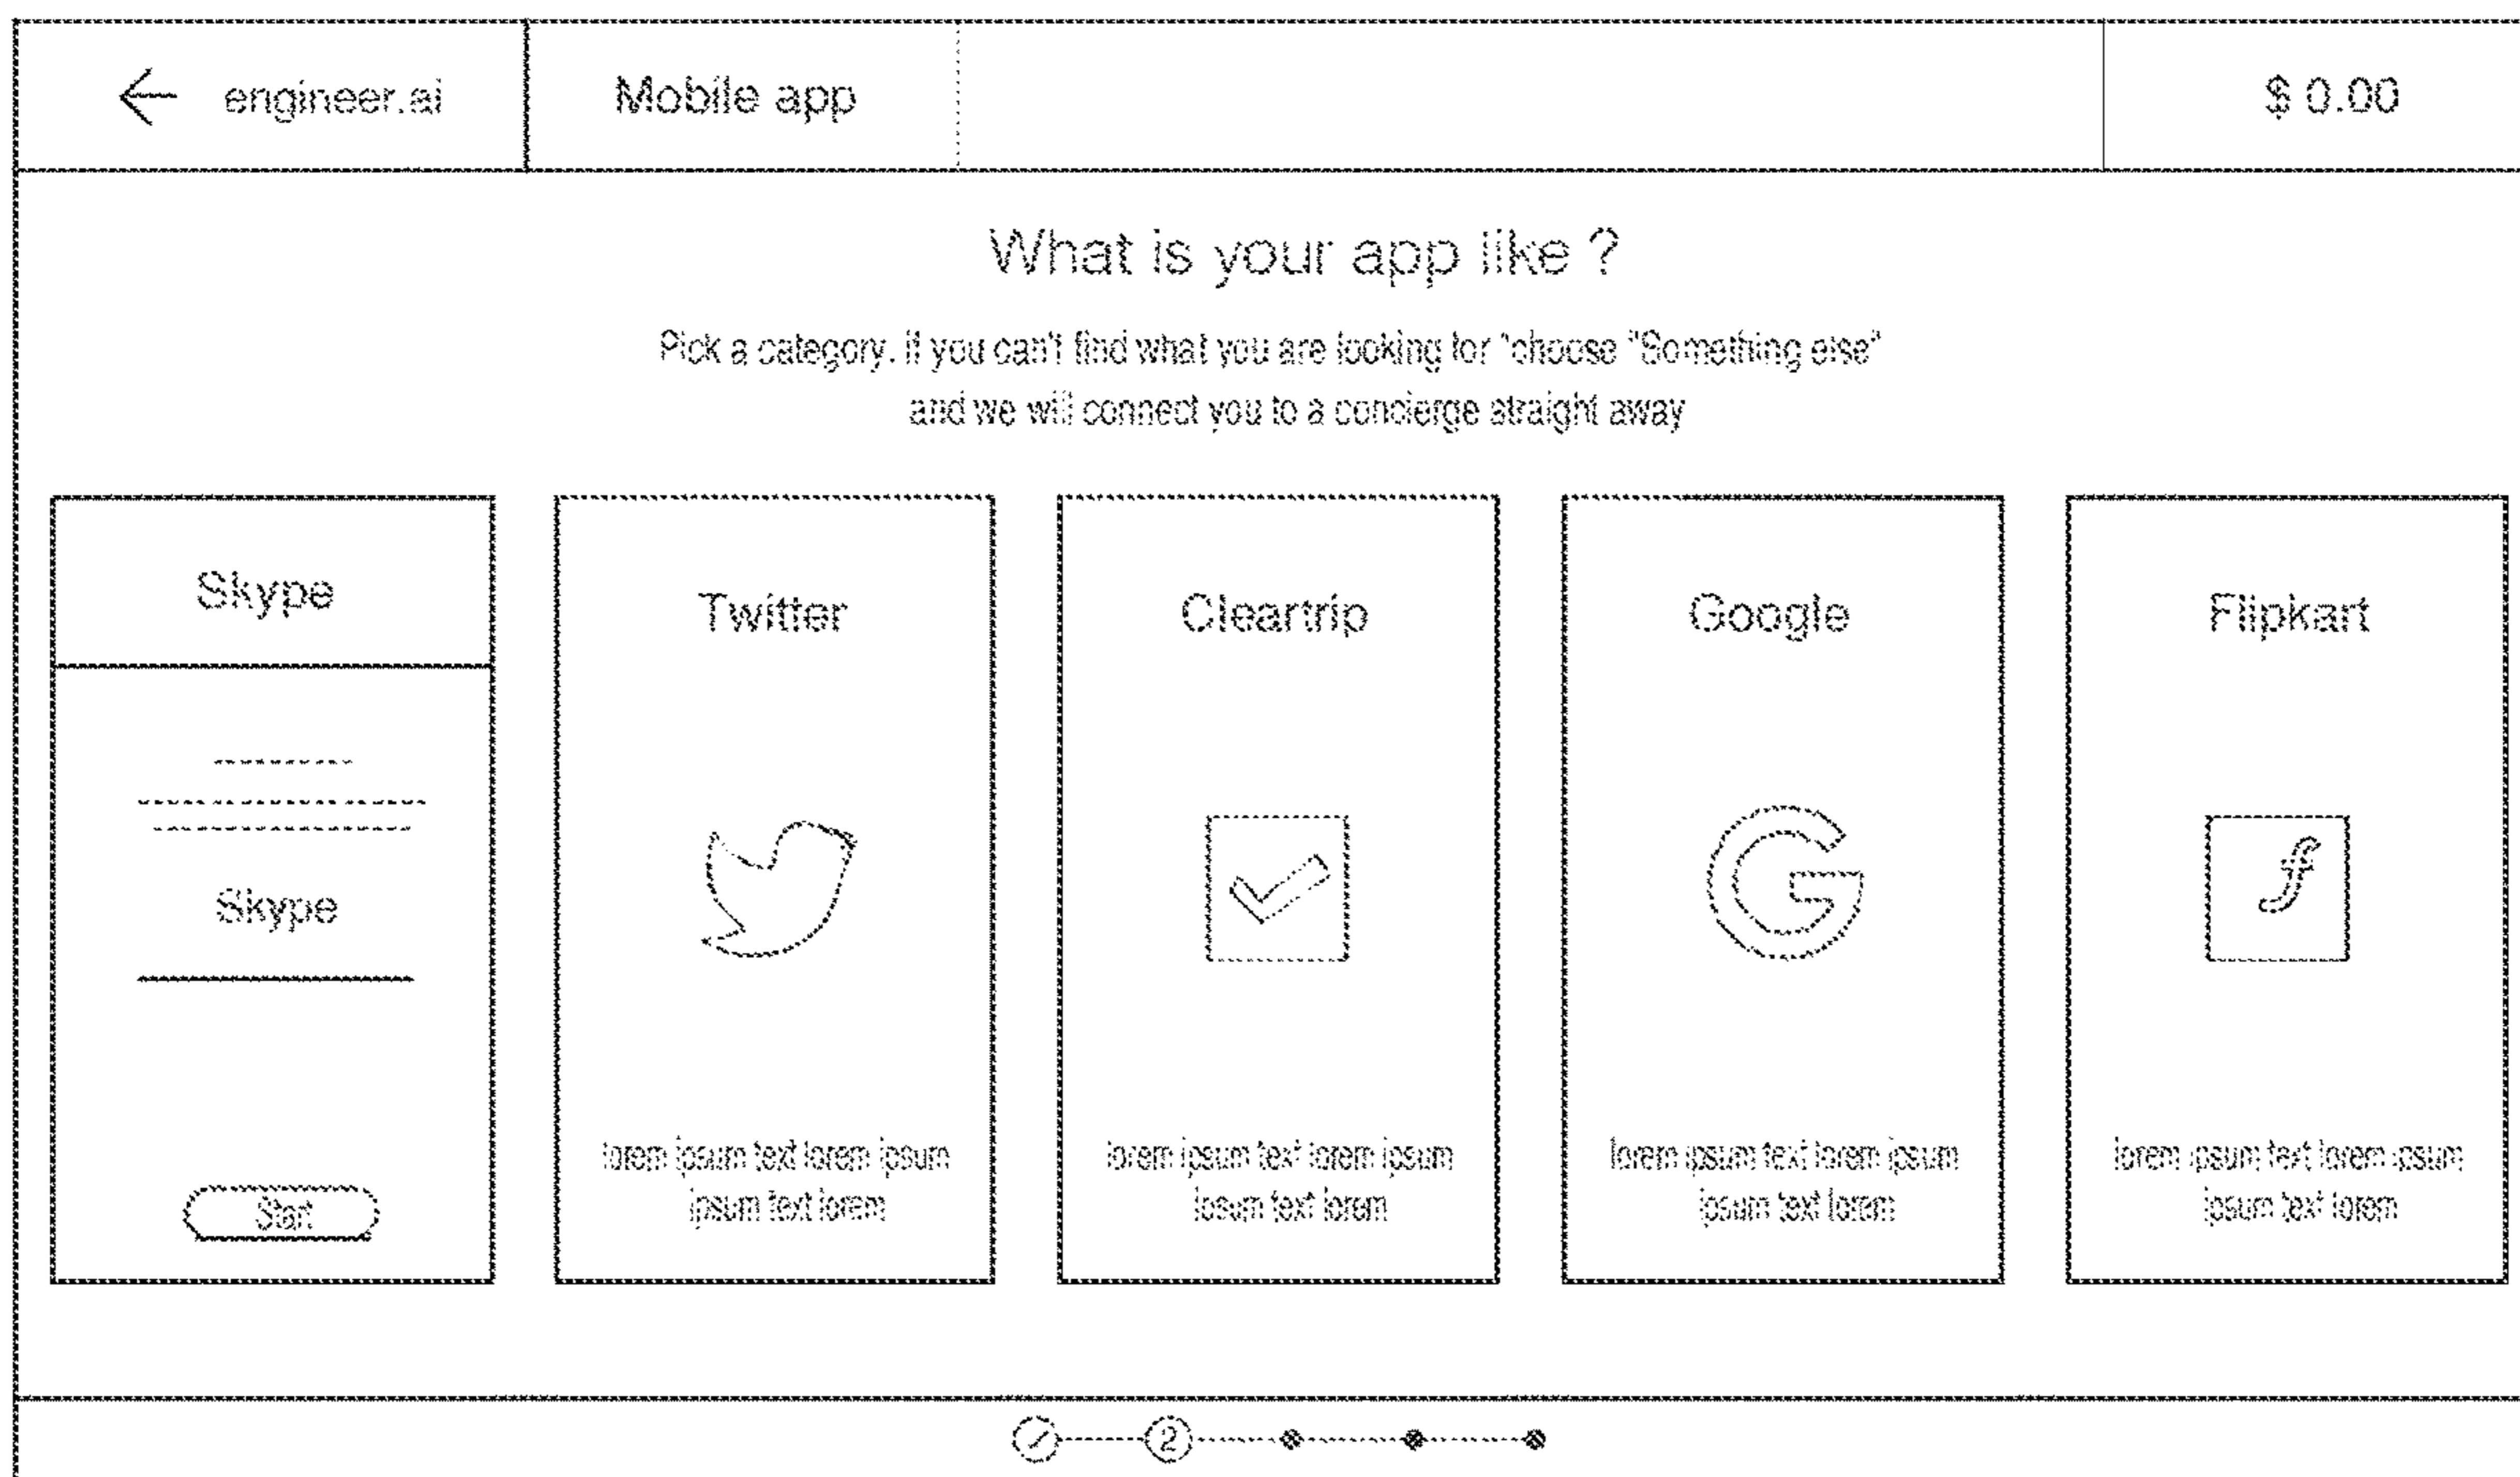 ← engineer.ai
Mobile app
$ 0.00
What is your app like ?
Pick a category. If you can't find what you are looking for "choose "Something else"
and we will connect you to a concierge straight away
Skype
Skype
Start
Twitter
lorem ipsum text lorem ipsum
ipsum text lorem
Cleartrip
lorem ipsum text lorem ipsum
ipsum text lorem
Google
lorem ipsum text lorem ipsum
ipsum text lorem
Flipkart
lorem ipsum text lorem ipsum
ipsum text lorem
2